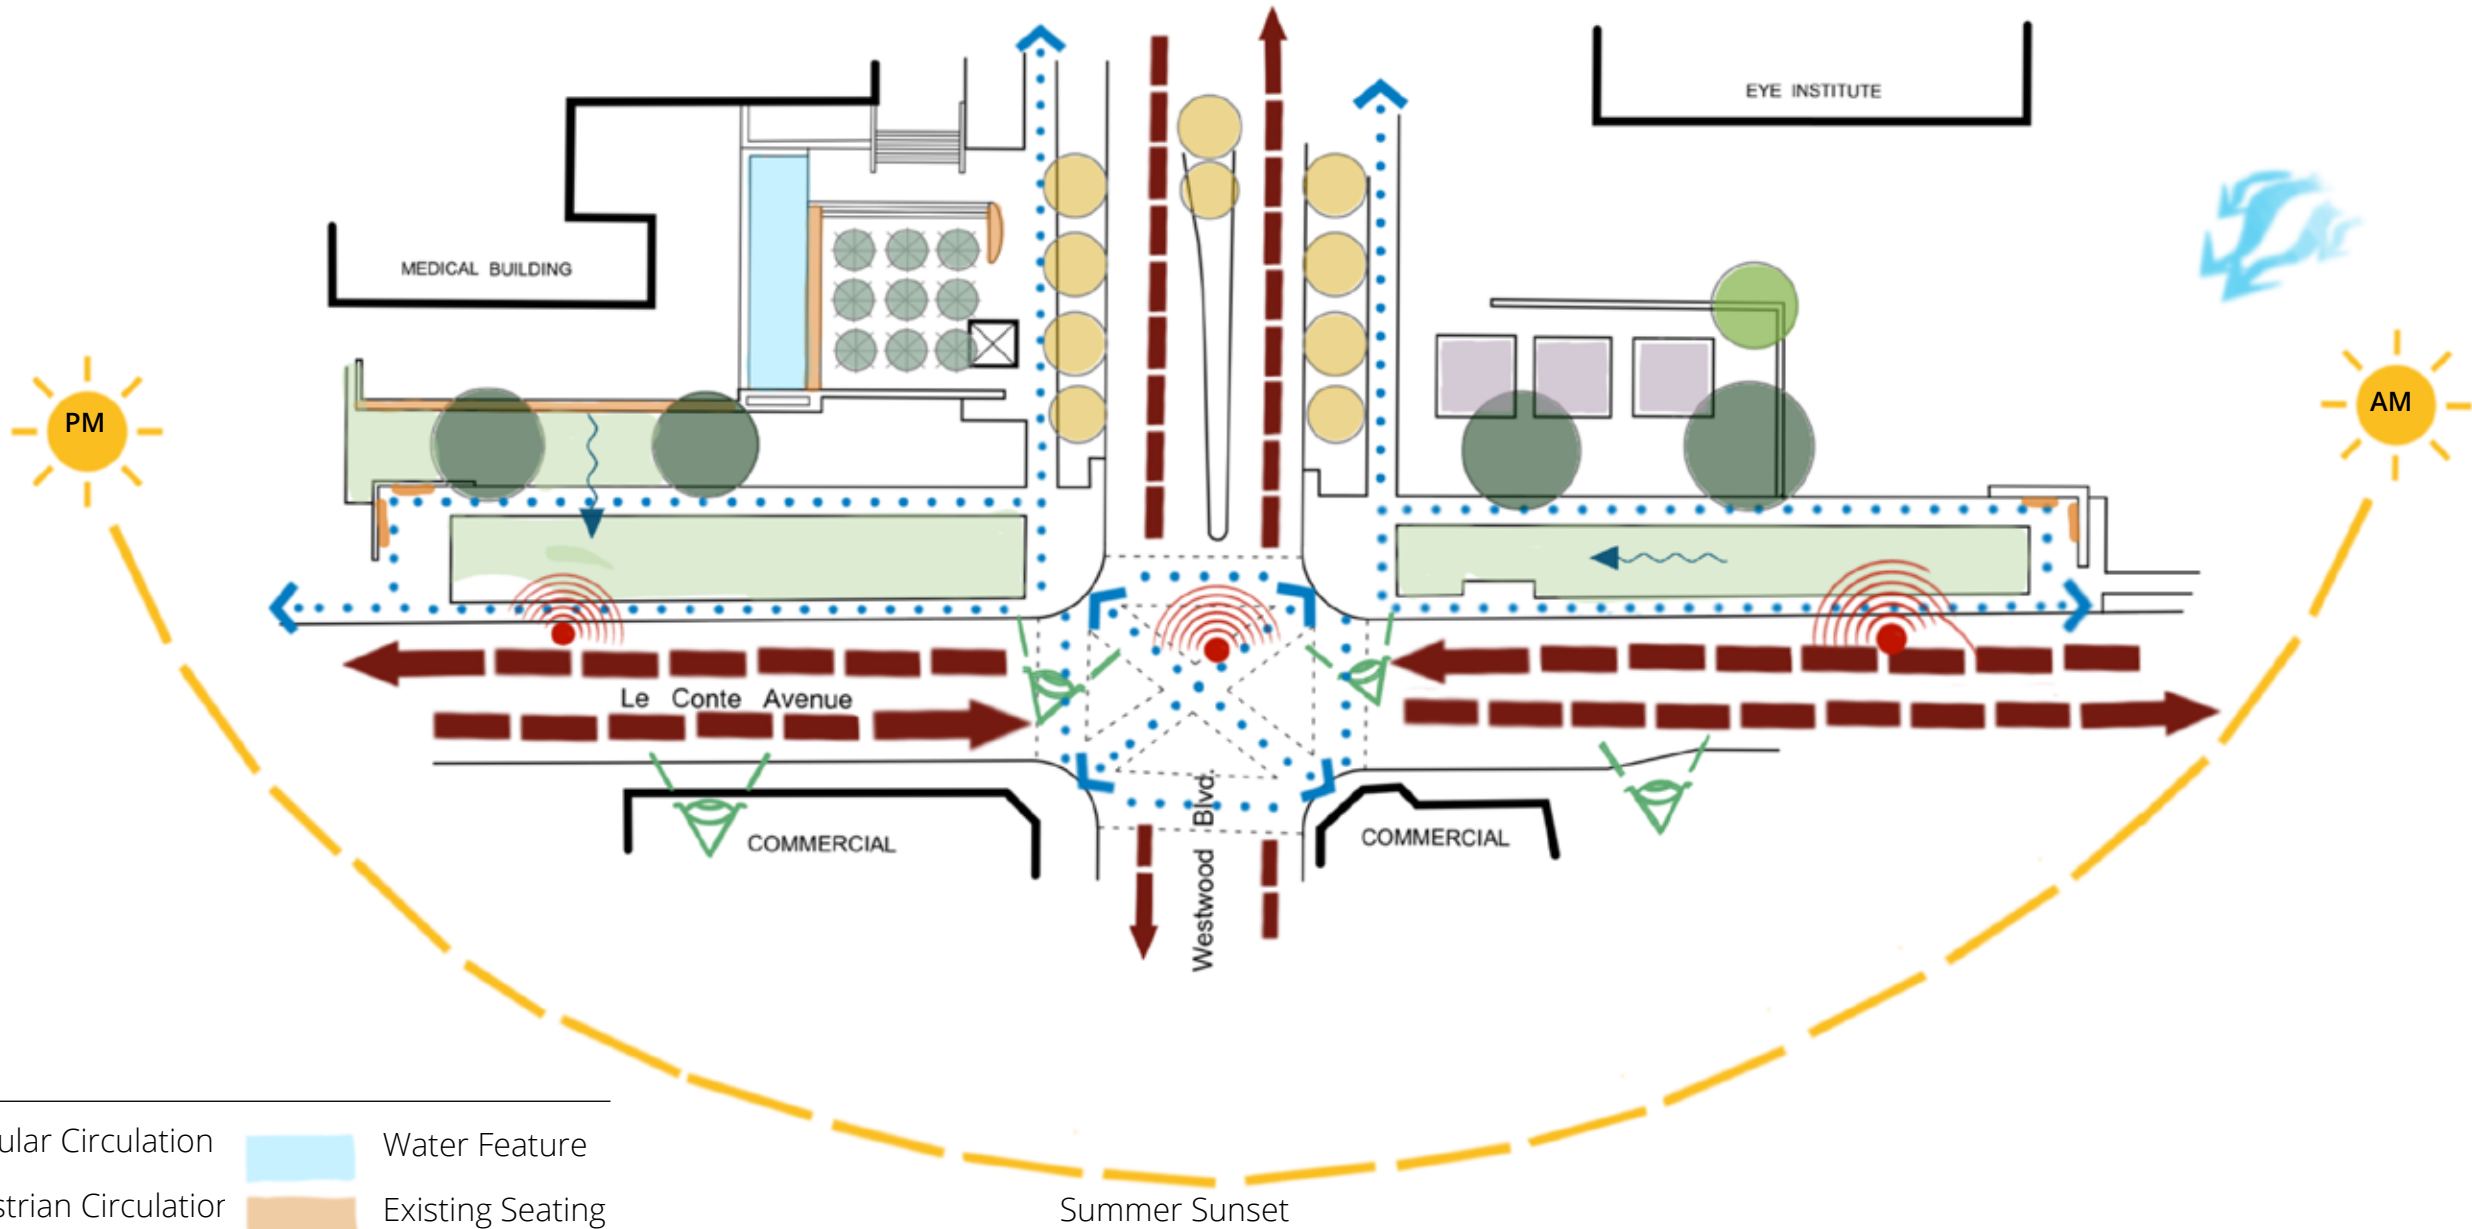 EYE INSTITUTE
MEDICAL BUILDING
PM
AM
Le Conte Avenue
Westwood Blvd.
COMMERCIAL
COMMERCIAL
ular Circulation
Water Feature
strian Circulation
Existing Seating
Summer Sunset